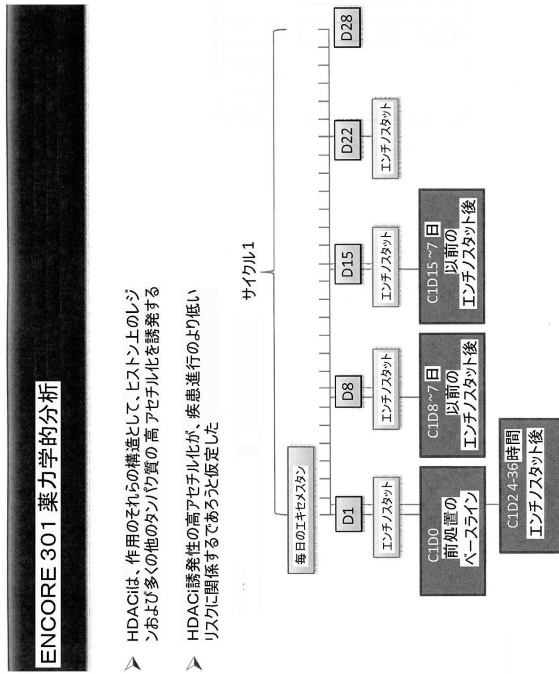 ENCORE 301 薬力学的分析
HDACiは、作用のそれらの構造として、ヒストン上のレジ
ンおよび多くの他のタンパク質の 高 アセチル化を誘発する
HDACi誘発性の高アセチル化が、疾患進行のより低い
リスクに関係するであろうと仮定した
サイクル1
毎日のエキセメスタン
D1
D8
D15
D22
D28
エンチノスタット
エンチノスタット
エンチノスタット
エンチノスタット
C1D0
前処置の
ベースライン
C1D8 ~7 日
以前の
エンチノスタット後
C1D15 ~7 日
以前の
エンチノスタット後
C1D2 4-36時間
エンチノスタット後